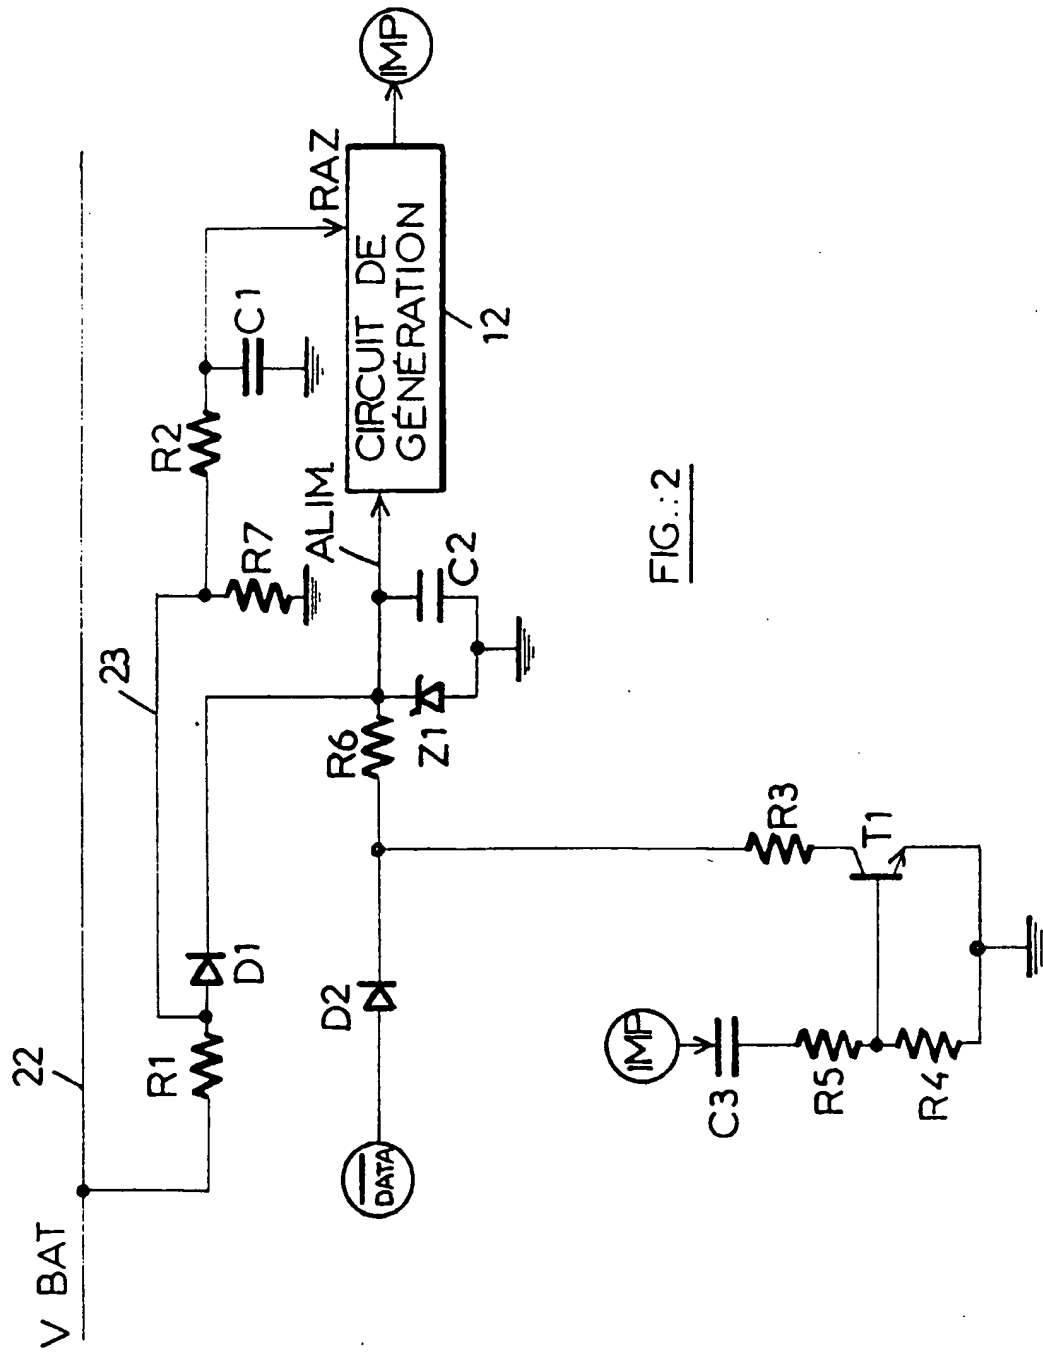 V BAT
22
23
R1
D1
R2
C1
R7
RAZ
ALIM.
CIRCUIT DE
GÉNÉRATION
12
IMP
R6
Z1
C2
D2
DATA
R3
T1
IMP
C3
R5
R4
FIG..:2